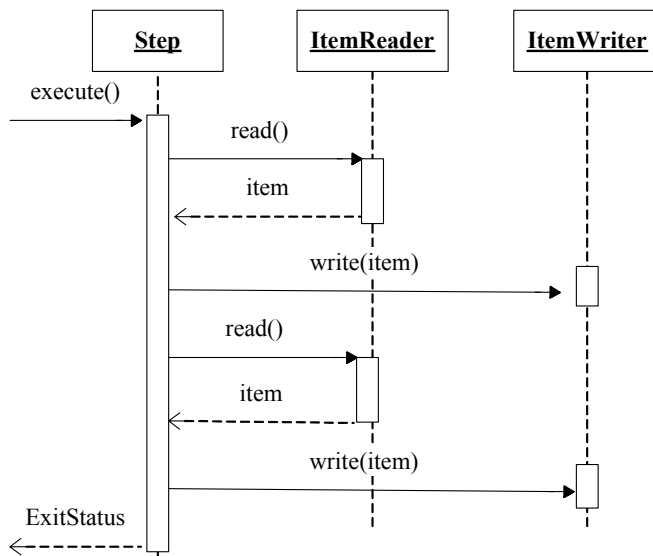 Step
ItemReader
ItemWriter
execute()
read()
item
write(item)
read()
item
write(item)
ExitStatus